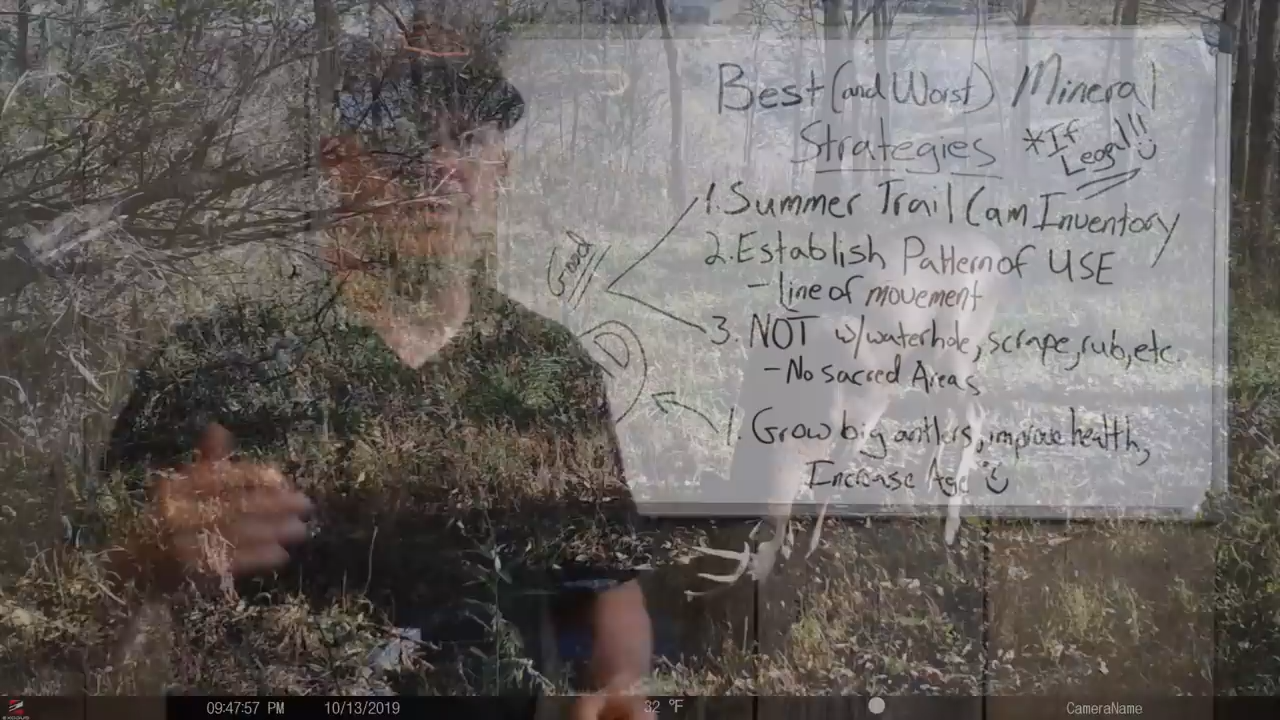 Best (and Worst) Mineral
Strategies *If
Legal!!
1. Summer Trail Cam Inventory
2. Establish Pattern of USE
- line of movement
Good
3. NOT w/waterhole, scrape, rub, etc.
- No sacred Areas
1. Grow big antlers, improve health,
Increase Age
09:47:57 PM 10/13/2019 32 °F CameraName
EXODUS